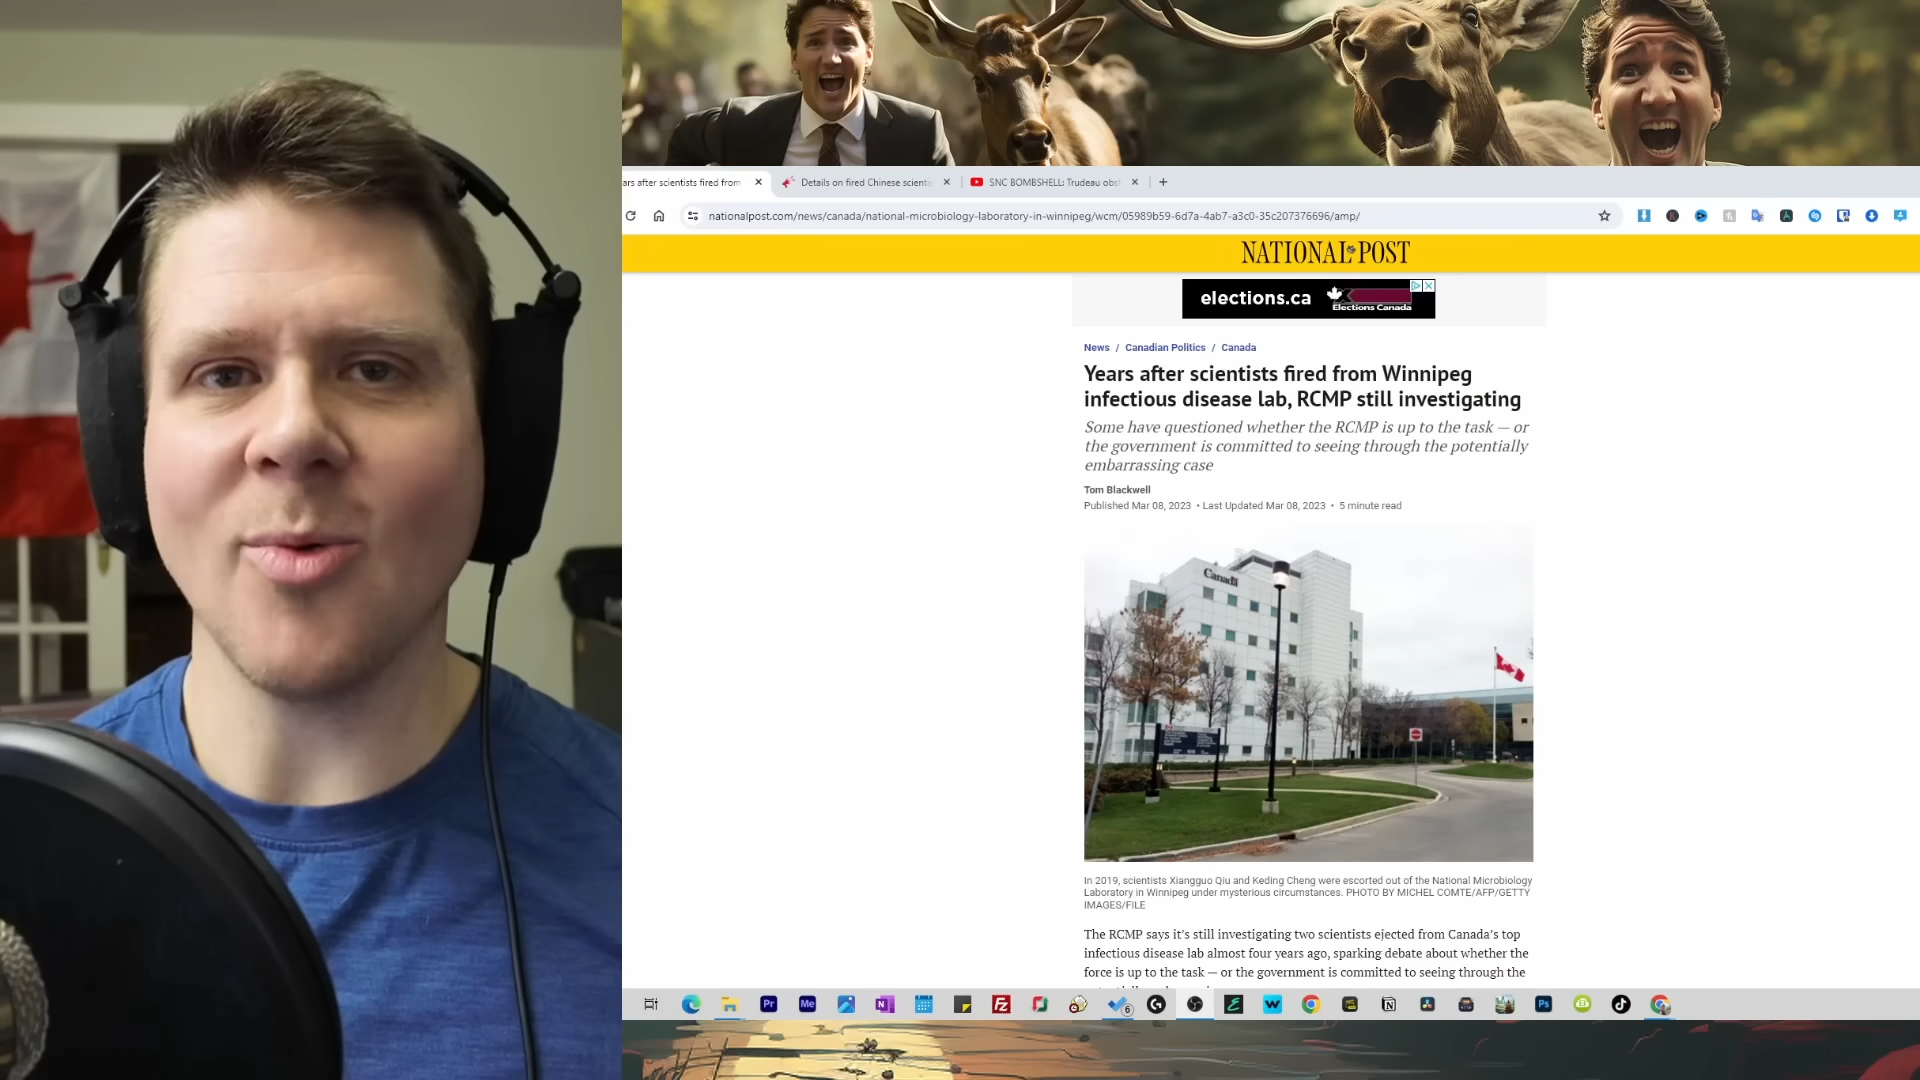 ars after scientists fired from
Details on fired Chinese scientis
SNC BOMBSHELL: Trudeau obs
nationalpost.com/news/canada/national-microbiology-laboratory-in-winnipeg/wcm/05989b59-6d7a-4ab7-a3c0-35c207376696/amp/
NATIONAL POST
elections.ca
Elections Canada
News / Canadian Politics / Canada
Years after scientists fired from Winnipeg
infectious disease lab, RCMP still investigating
Some have questioned whether the RCMP is up to the task — or
the government is committed to seeing through the potentially
embarrassing case
Tom Blackwell
Published Mar 08, 2023 • Last Updated Mar 08, 2023 • 5 minute read
Canada
In 2019, scientists Xiangguo Qiu and Keding Cheng were escorted out of the National Microbiology
Laboratory in Winnipeg under mysterious circumstances. PHOTO BY MICHEL COMTE/AFP/GETTY
IMAGES/FILE
The RCMP says it's still investigating two scientists ejected from Canada's top
infectious disease lab almost four years ago, sparking debate about whether the
force is up to the task — or the government is committed to seeing through the
Pr
Me
N
FZ
6
W
N
Ps